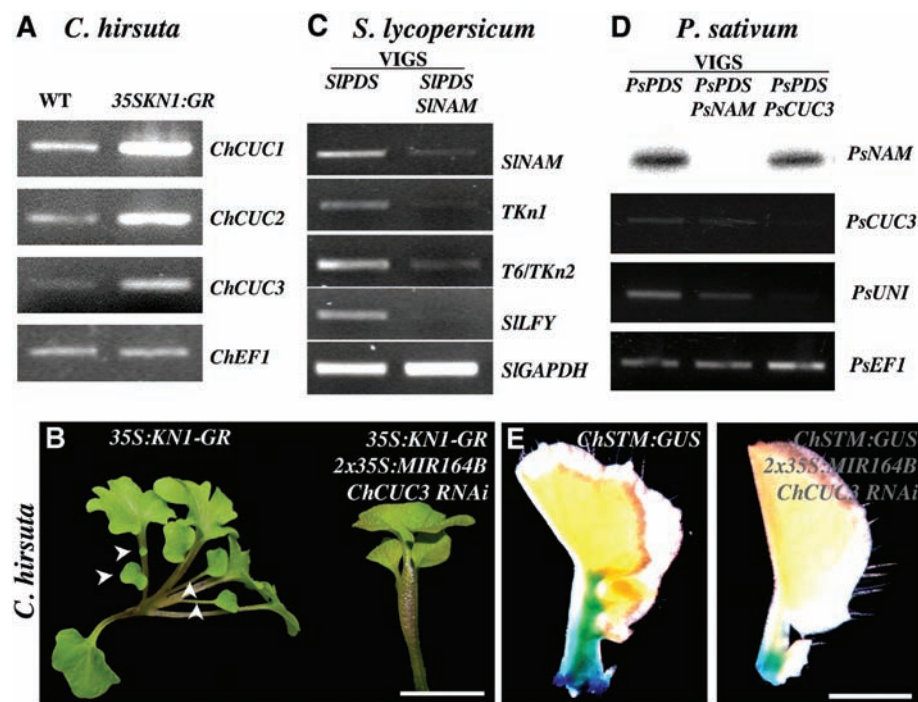 A C. hirsuta
WT 35SKN1:GR
ChCUC1
ChCUC2
ChCUC3
ChEF1
C S. lycopersicum
VIGS
SlPDS SlPDS
SlNAM
SlNAM
TKn1
T6/TKn2
SlLFY
SlGAPDH
D P. sativum
VIGS
PsPDS PsPDS PsPDS
PsNAM PsCUC3
PsNAM
PsCUC3
PsUNI
PsEF1
C. hirsuta
B 35S:KN1-GR
35S:KN1-GR
2x35S:MIR164B
ChCUC3 RNAi
E ChSTM:GUS
ChSTM:GUS
2x35S:MIR164B
ChCUC3 RNAi